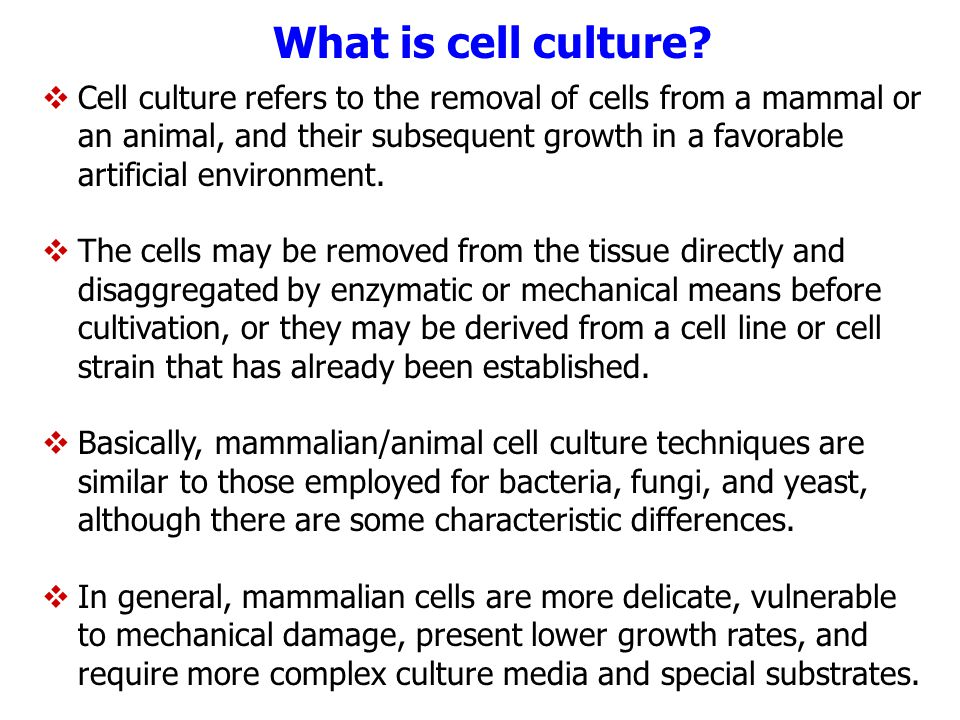 What is cell culture?
❖ Cell culture refers to the removal of cells from a mammal or
an animal, and their subsequent growth in a favorable
artificial environment.
❖ The cells may be removed from the tissue directly and
disaggregated by enzymatic or mechanical means before
cultivation, or they may be derived from a cell line or cell
strain that has already been established.
❖ Basically, mammalian/animal cell culture techniques are
similar to those employed for bacteria, fungi, and yeast,
although there are some characteristic differences.
❖ In general, mammalian cells are more delicate, vulnerable
to mechanical damage, present lower growth rates, and
require more complex culture media and special substrates.